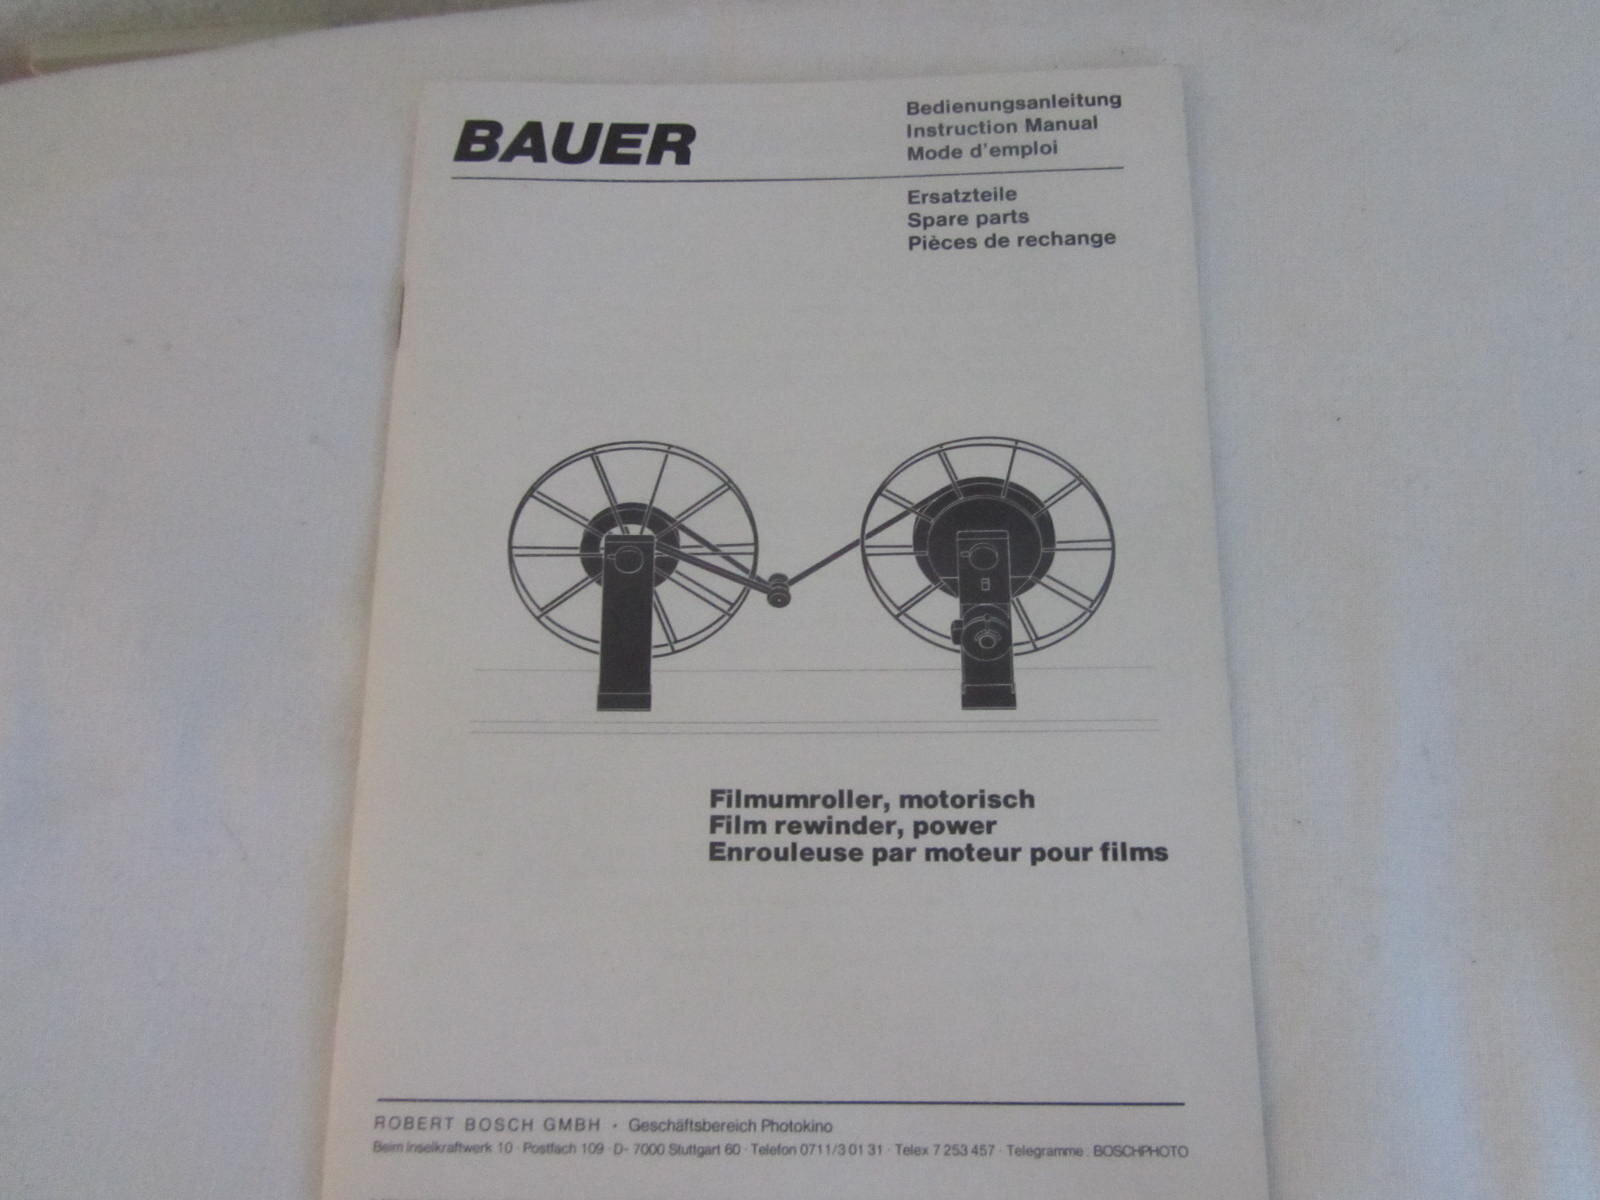 BAUER
Bedienungsanleitung
Instruction Manual
Mode d'emploi
Ersatzteile
Spare parts
Pièces de rechange
Filmumroller, motorisch
Film rewinder, power
Enrouleuse par moteur pour films
ROBERT BOSCH GMBH · Geschäftsbereich Photokino
Beim Inselkraftwerk 10 · Postfach 109 · D- 7000 Stuttgart 60 · Telefon 0711/3 01 31 · Telex 7 253 457 · Telegramme : BOSCHPHOTO